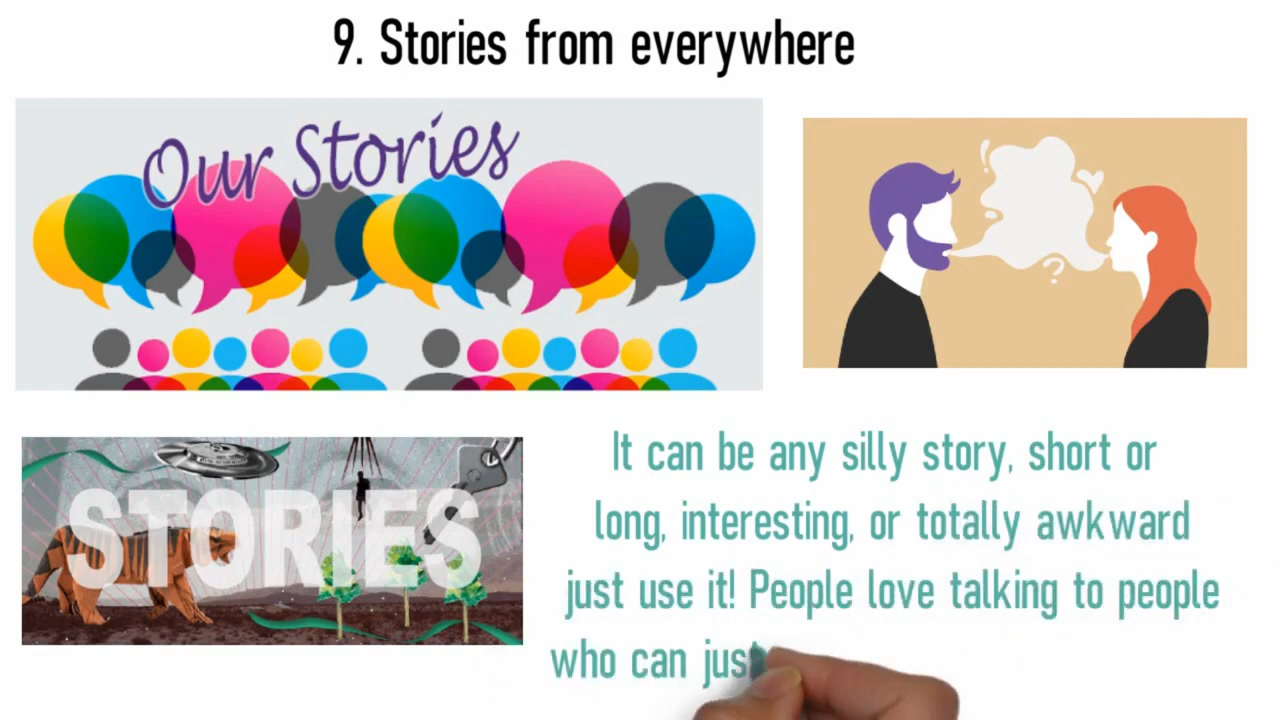 9. Stories from everywhere
Our Stories
STORIES
It can be any silly story, short or
long, interesting, or totally awkward
just use it! People love talking to people
who can just